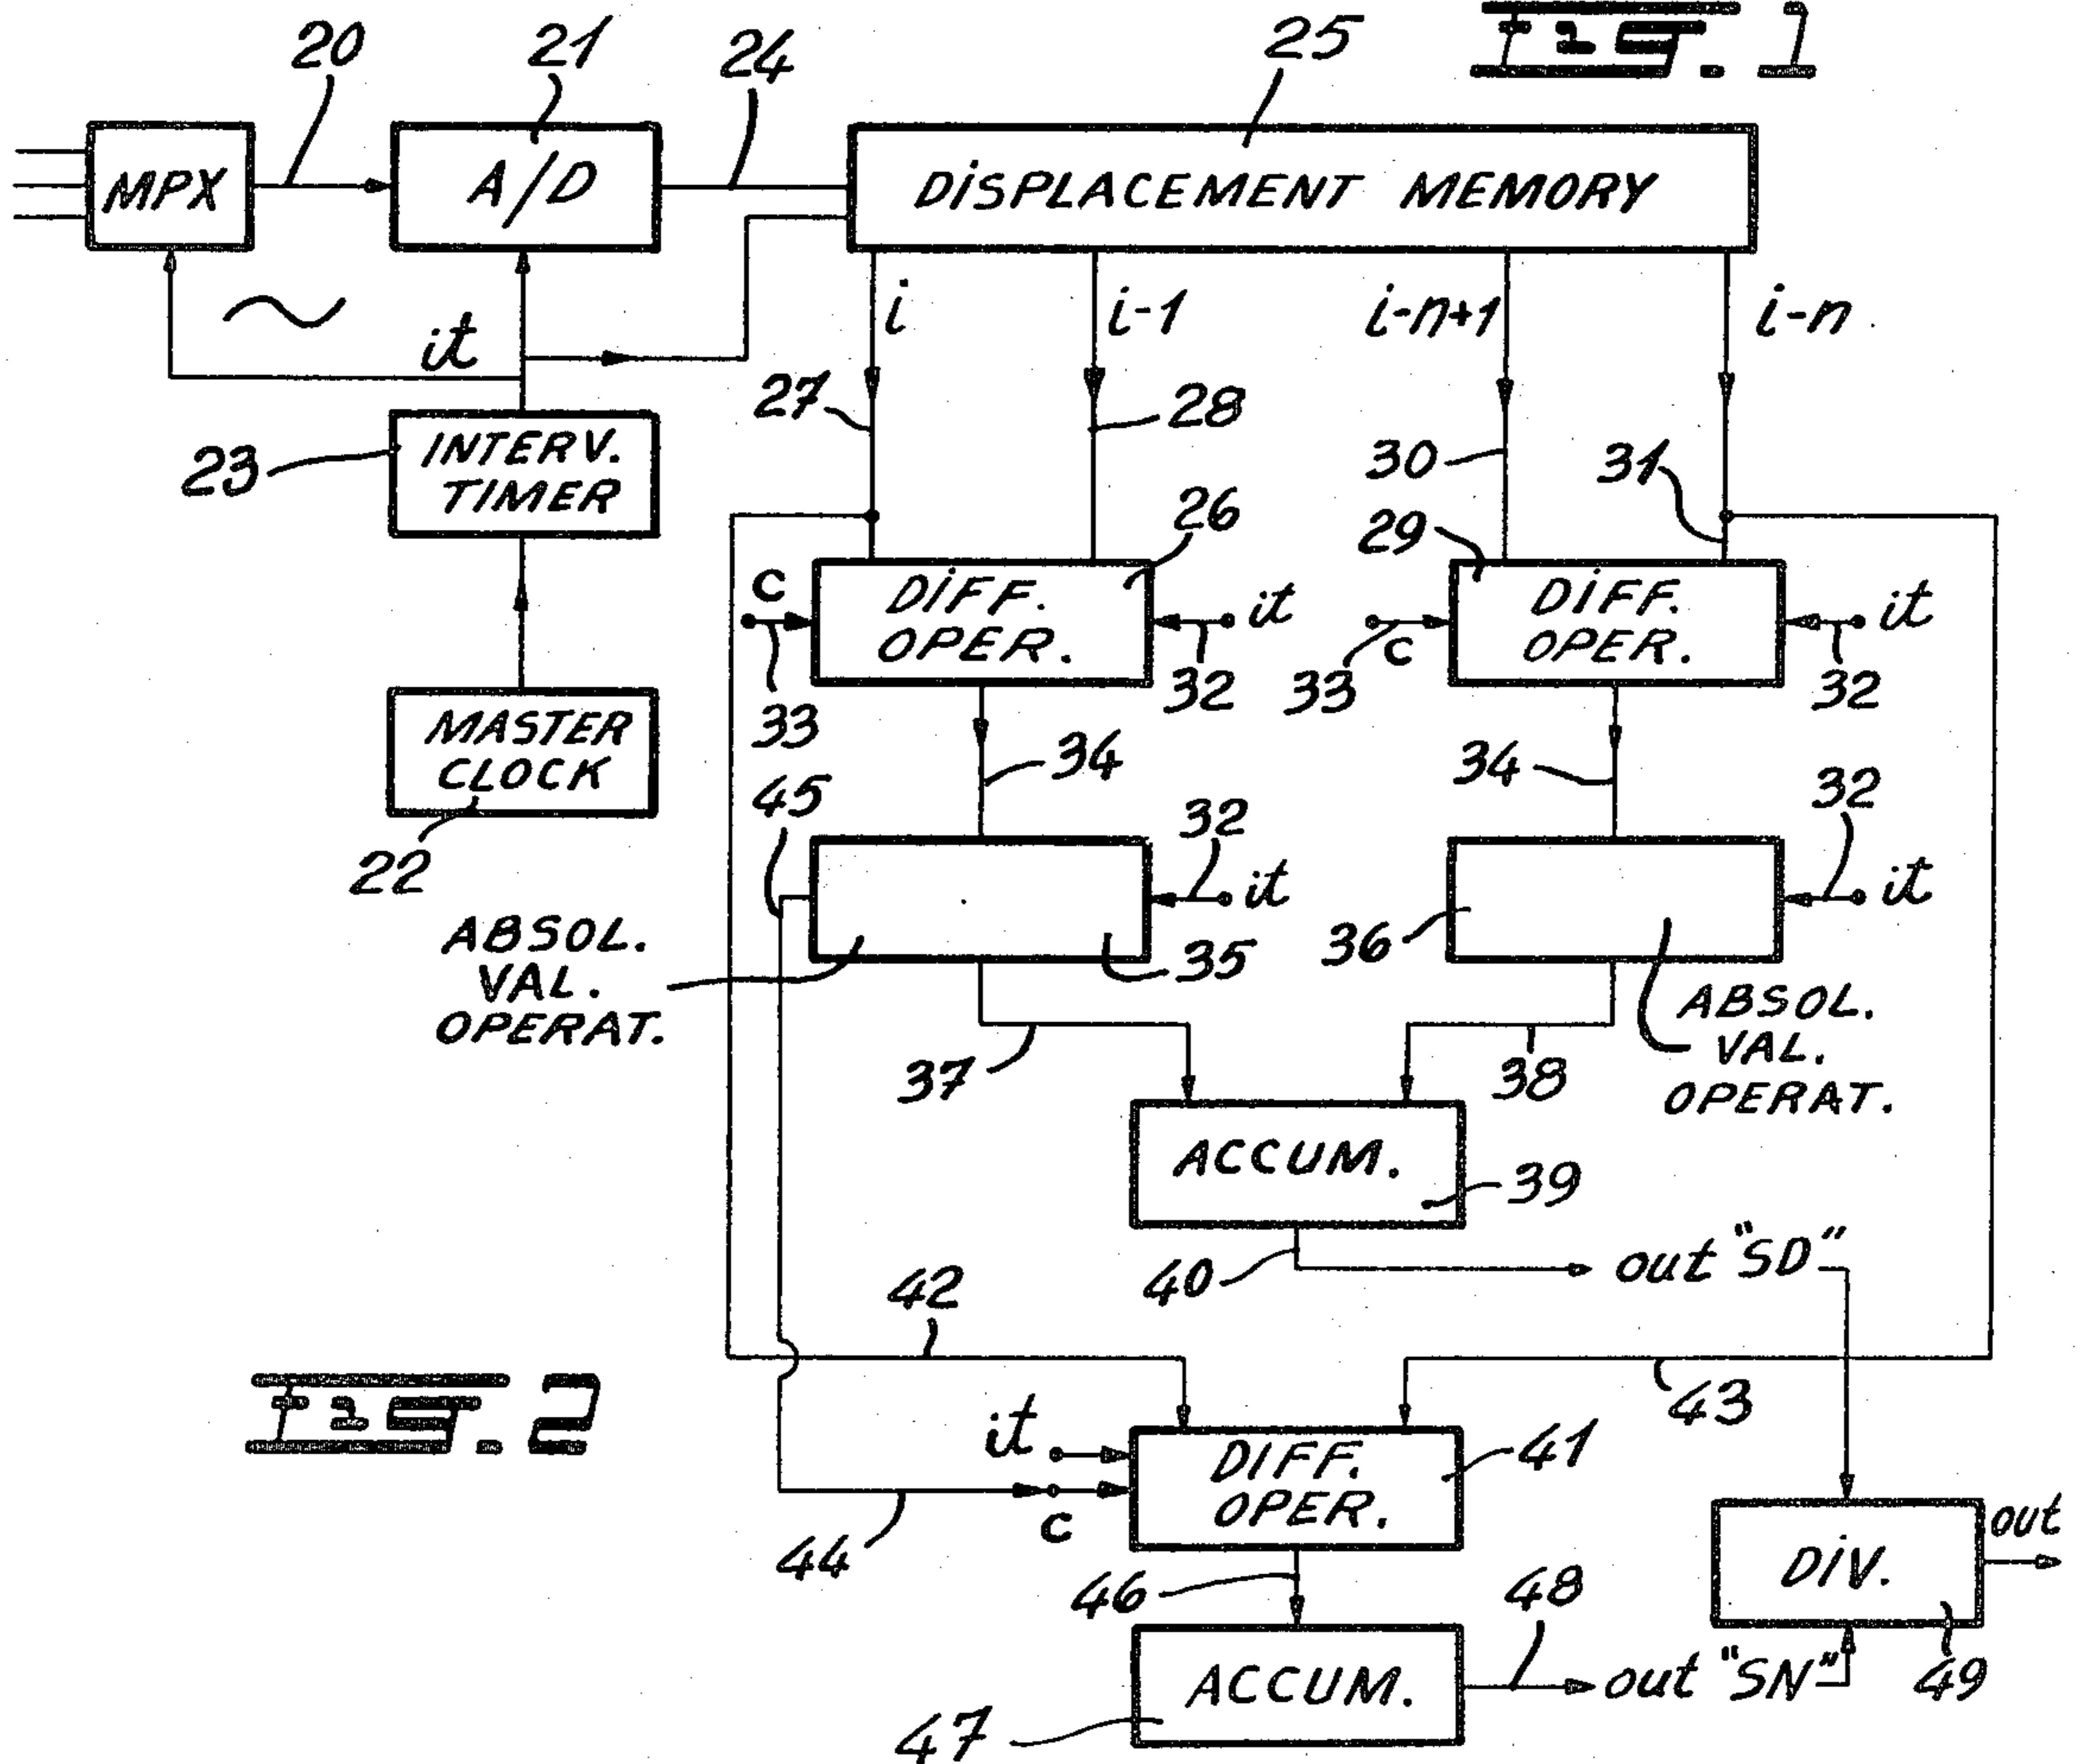 Fig. 1
20
21
24
25
MPX
A/D
DiSPLACEMENT MEMORY
it
i
i-1
i-n+1
i-n
27
28
30
31
23
INTERV.
TIMER
26
29
C
DiFF.
OPER.
it
33
32
C
DiFF.
OPER.
it
33
32
MASTER
CLOCK
22
34
34
45
32
it
32
it
ABSOL.
VAL.
OPERAT.
35
36
ABSOL.
VAL.
OPERAT.
37
38
ACCUM.
39
40
out "SD"
42
43
Fig. 2
it
C
DIFF.
OPER.
41
44
46
48
DiV.
out
49
ACCUM.
47
out "SN"